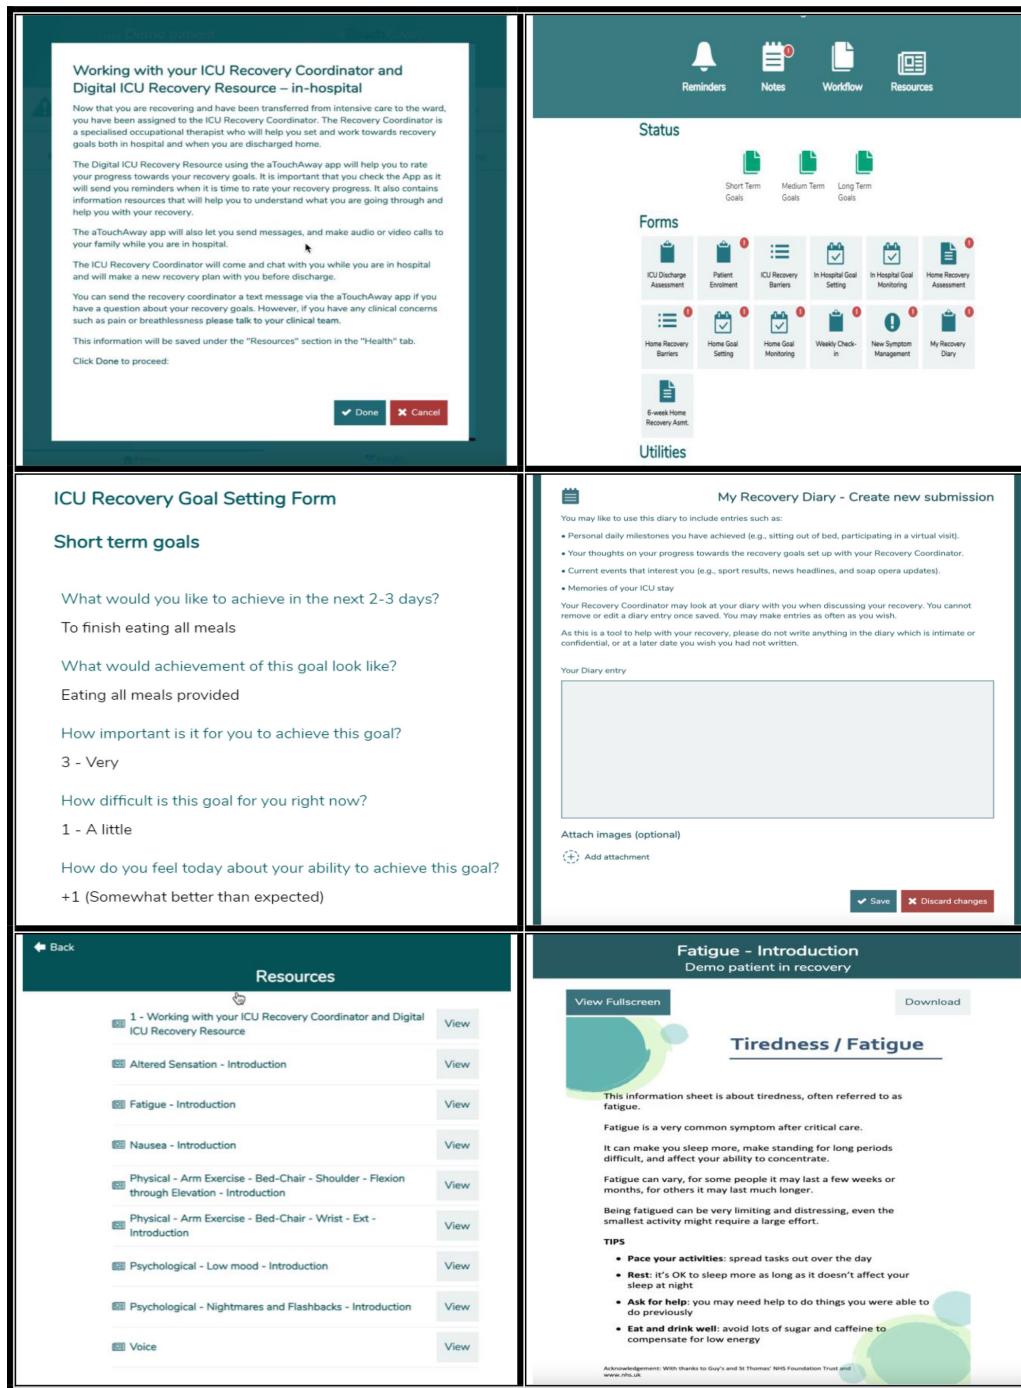 Working with your ICU Recovery Coordinator and
Digital ICU Recovery Resource – in-hospital
Now that you are recovering and have been transferred from intensive care to the ward,
you have been assigned to the ICU Recovery Coordinator. The Recovery Coordinator is
a specialised occupational therapist who will help you set and work towards recovery
goals both in hospital and when you are discharged home.
The Digital ICU Recovery Resource using the aTouchAway app will help you to rate
your progress towards your recovery goals. It is important that you check the App as it
will send you reminders when it is time to rate your recovery progress. It also contains
information resources that will help you to understand what you are going through and
help you with your recovery.
The aTouchAway app will also let you send messages, and make audio or video calls to
your family while you are in hospital.
The ICU Recovery Coordinator will come and chat with you while you are in hospital
and will make a new recovery plan with you before discharge.
You can send the recovery coordinator a text message via the aTouchAway app if you
have a question about your recovery goals. However, if you have any clinical concerns
such as pain or breathlessness please talk to your clinical team.
This information will be saved under the "Resources" section in the "Health" tab.
Click Done to proceed:
Done Cancel
Reminders Notes Workflow Resources
Status
Short Term Goals
Medium Term Goals
Long Term Goals
Forms
ICU Discharge Assessment
Patient Enrolment
ICU Recovery Barriers
In Hospital Goal Setting
In Hospital Goal Monitoring
Home Recovery Assessment
Home Recovery Barriers
Home Goal Setting
Home Goal Monitoring
Weekly Check-in
New Symptom Management
My Recovery Diary
6-week Home Recovery Asmt.
Utilities
ICU Recovery Goal Setting Form
Short term goals
What would you like to achieve in the next 2-3 days?
To finish eating all meals
What would achievement of this goal look like?
Eating all meals provided
How important is it for you to achieve this goal?
3 - Very
How difficult is this goal for you right now?
1 - A little
How do you feel today about your ability to achieve this goal?
+1 (Somewhat better than expected)
My Recovery Diary - Create new submission
You may like to use this diary to include entries such as:
• Personal daily milestones you have achieved (e.g., sitting out of bed, participating in a virtual visit).
• Your thoughts on your progress towards the recovery goals set up with your Recovery Coordinator.
• Current events that interest you (e.g., sport results, news headlines, and soap opera updates).
• Memories of your ICU stay
Your Recovery Coordinator may look at your diary with you when discussing your recovery. You cannot
remove or edit a diary entry once saved. You may make entries as often as you wish.
As this is a tool to help with your recovery, please do not write anything in the diary which is intimate or
confidential, or at a later date you wish you had not written.
Your Diary entry
Attach images (optional)
Add attachment
Save Discard changes
Back
Resources
1 - Working with your ICU Recovery Coordinator and Digital
ICU Recovery Resource View
Altered Sensation - Introduction View
Fatigue - Introduction View
Nausea - Introduction View
Physical - Arm Exercise - Bed-Chair - Shoulder - Flexion
through Elevation - Introduction View
Physical - Arm Exercise - Bed-Chair - Wrist - Ext -
Introduction View
Psychological - Low mood - Introduction View
Psychological - Nightmares and Flashbacks - Introduction View
Voice View
Fatigue - Introduction
Demo patient in recovery
View Fullscreen Download
Tiredness / Fatigue
This information sheet is about tiredness, often referred to as
fatigue.
Fatigue is a very common symptom after critical care.
It can make you sleep more, make standing for long periods
difficult, and affect your ability to concentrate.
Fatigue can vary, for some people it may last a few weeks or
months, for others it may last much longer.
Being fatigued can be very limiting and distressing, even the
smallest activity might require a large effort.
TIPS
• Pace your activities: spread tasks out over the day
• Rest: it's OK to sleep more as long as it doesn't affect your
sleep at night
• Ask for help: you may need help to do things you were able to
do previously
• Eat and drink well: avoid lots of sugar and caffeine to
compensate for low energy
Acknowledgement: With thanks to Guy's and St Thomas' NHS Foundation Trust and
www.nhs.uk